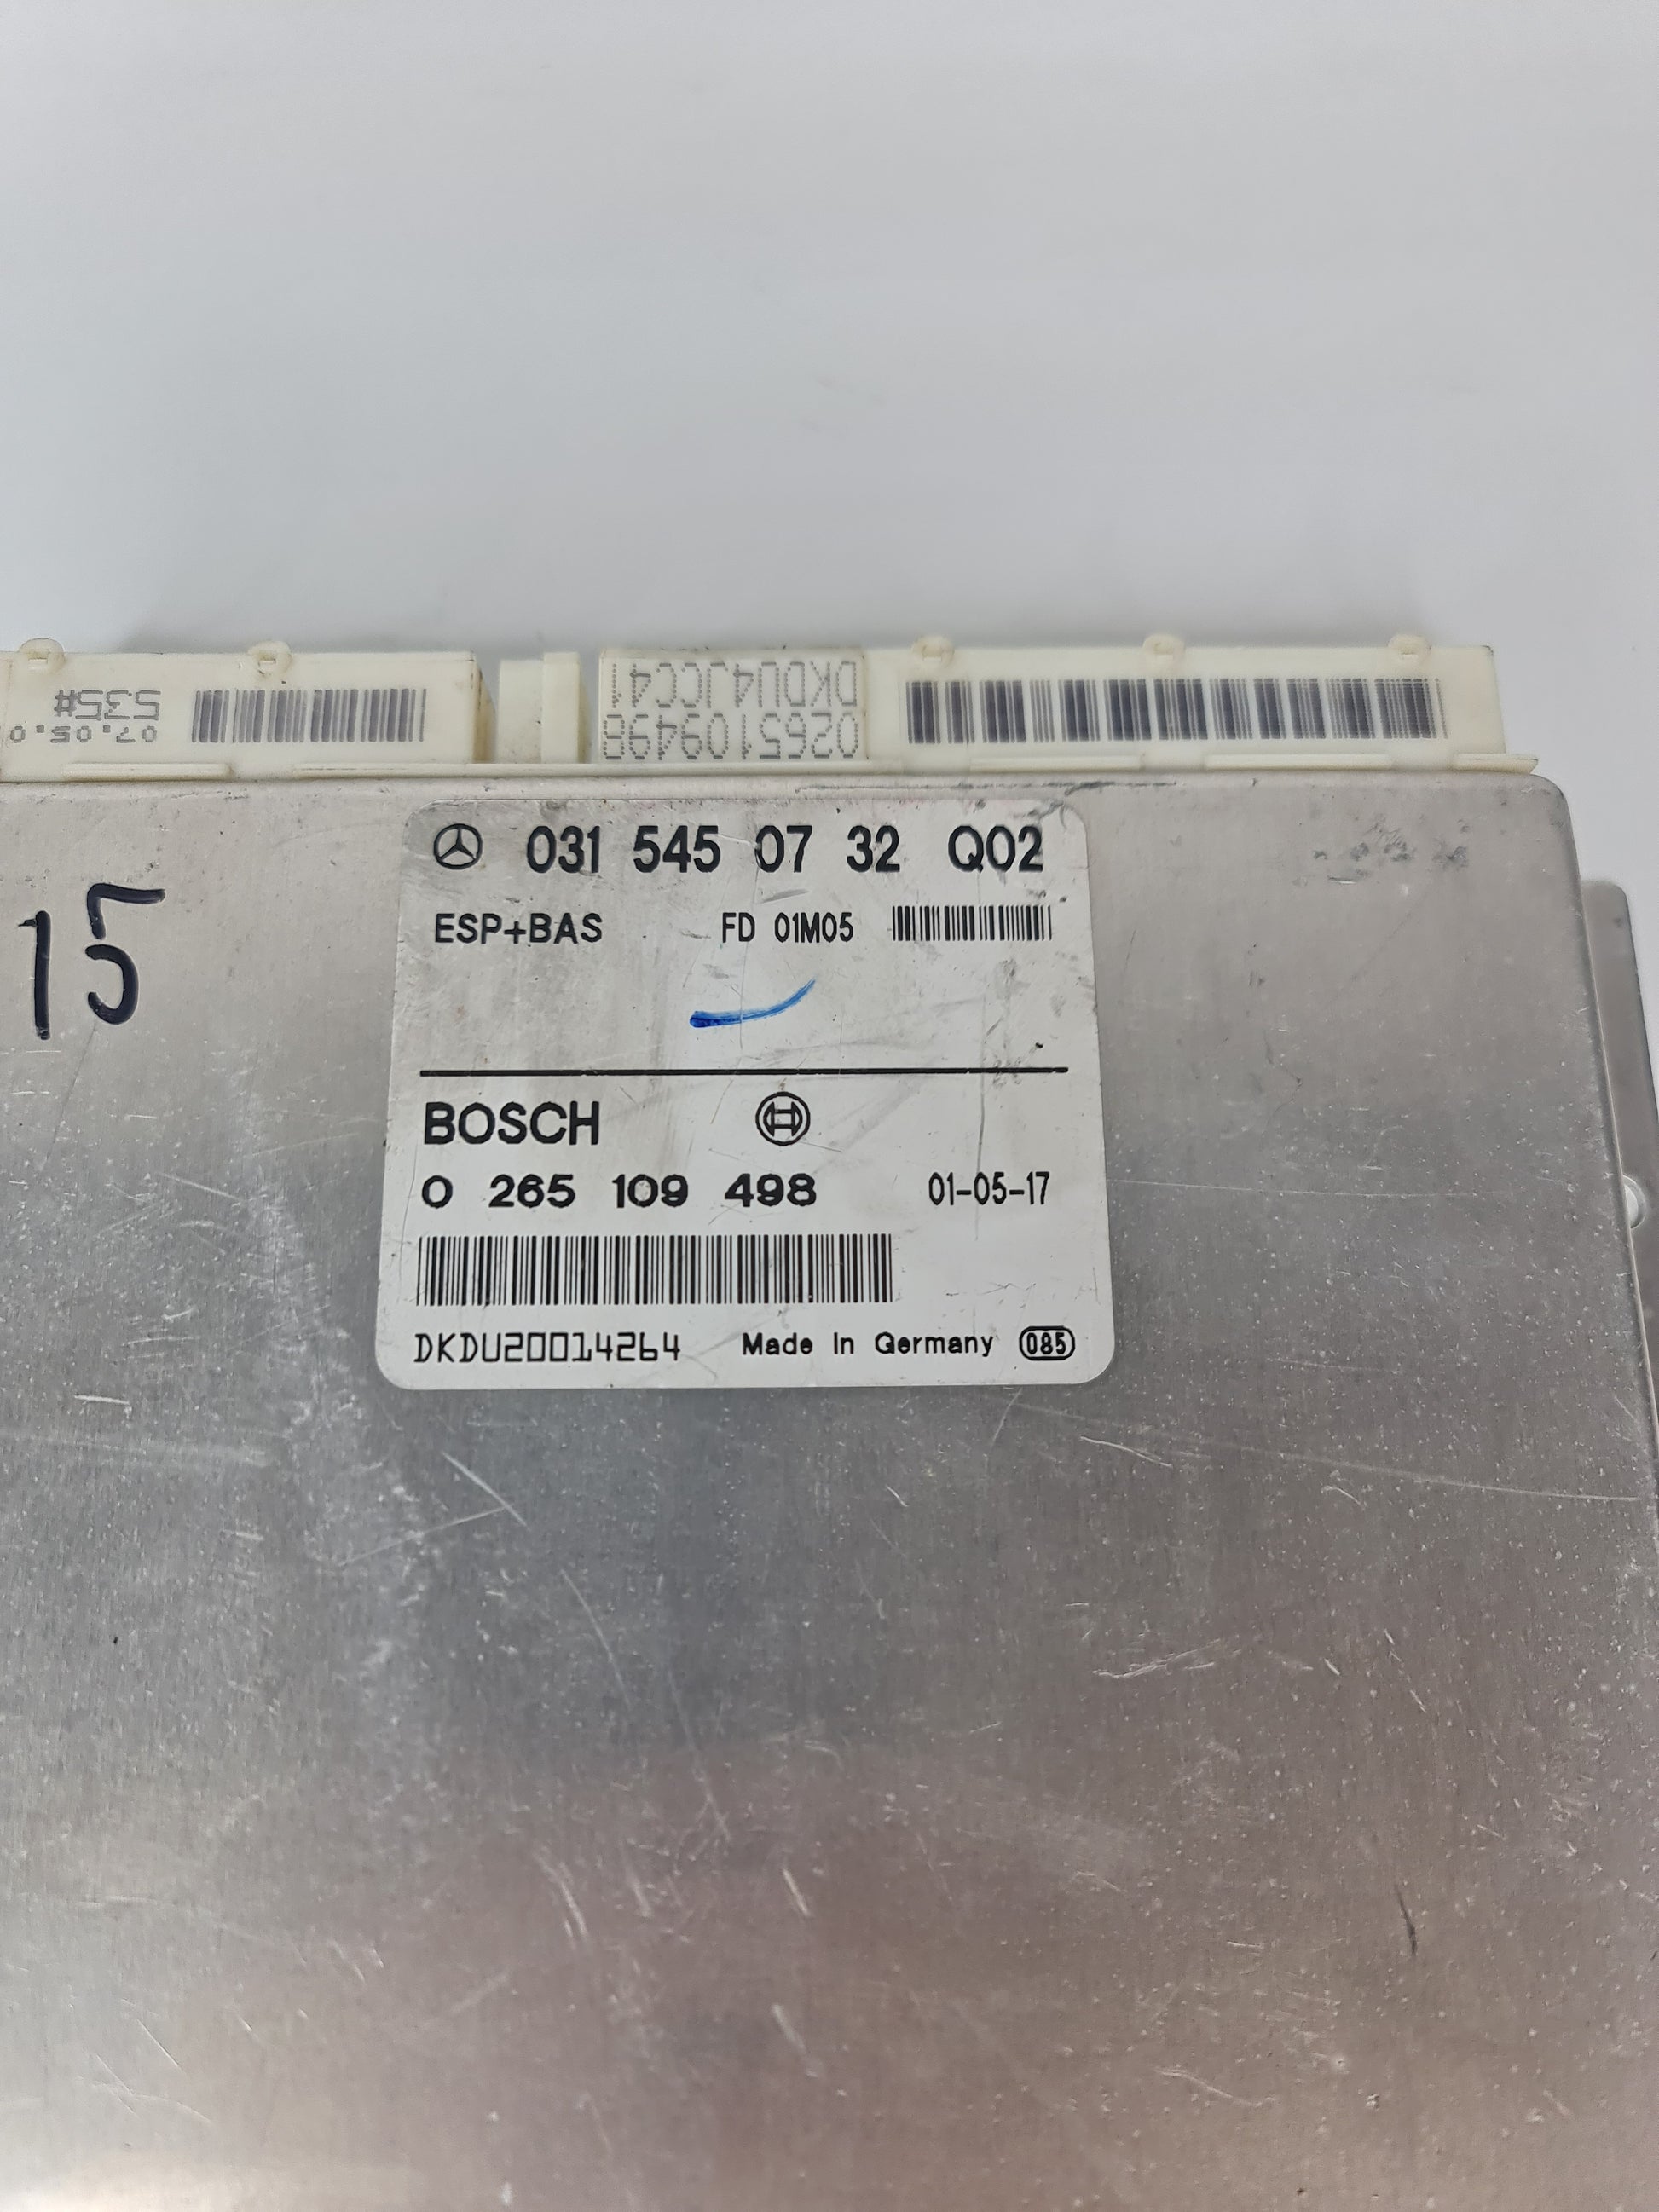 535#
07.05.0
DKDU4JCC41
0265109498
031 545 07 32 Q02
ESP+BAS FD 01M05
15
BOSCH
0 265 109 498 01-05-17
DKDU20014264 Made In Germany 085